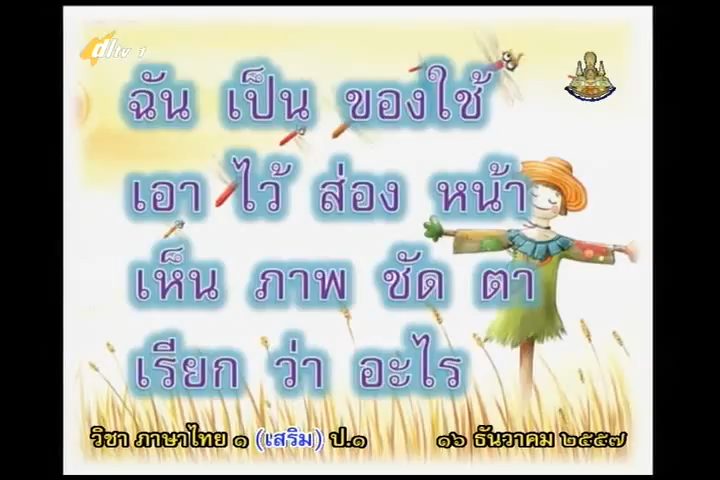 dltv 1
ฉัน เป็น ของใช้
เอา ไว้ ส่อง หน้า
เห็น ภาพ ชัด ตา
เรียก ว่า อะไร
วิชา ภาษาไทย ๑ (เสริม) ป.๑ ๑๖ ธันวาคม ๒๕๕๗